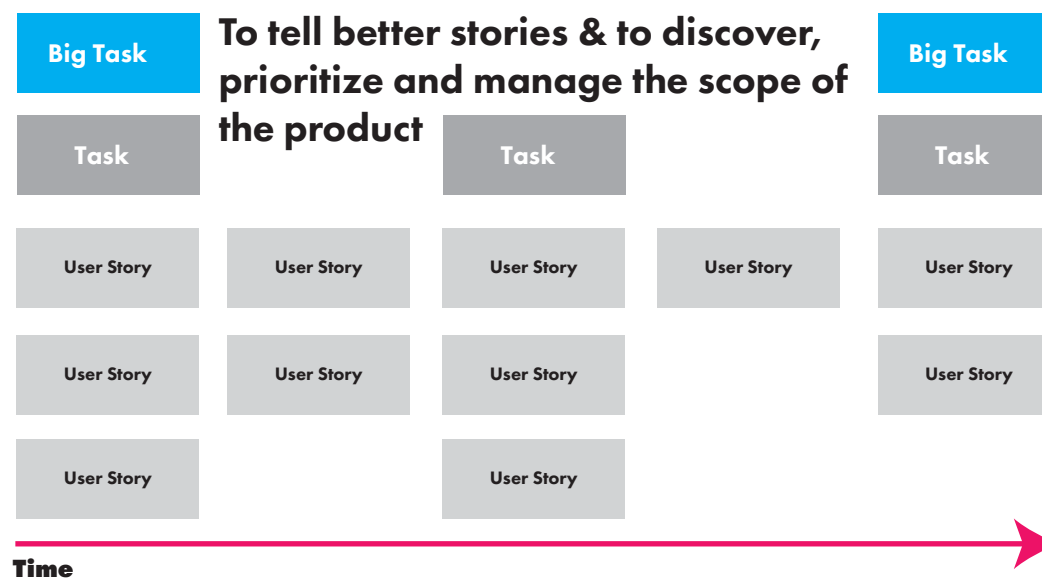 Big Task
To tell better stories & to discover,
prioritize and manage the scope of
the product
Big Task
Task
Task
Task
User Story
User Story
User Story
User Story
User Story
User Story
User Story
User Story
User Story
User Story
User Story
Time